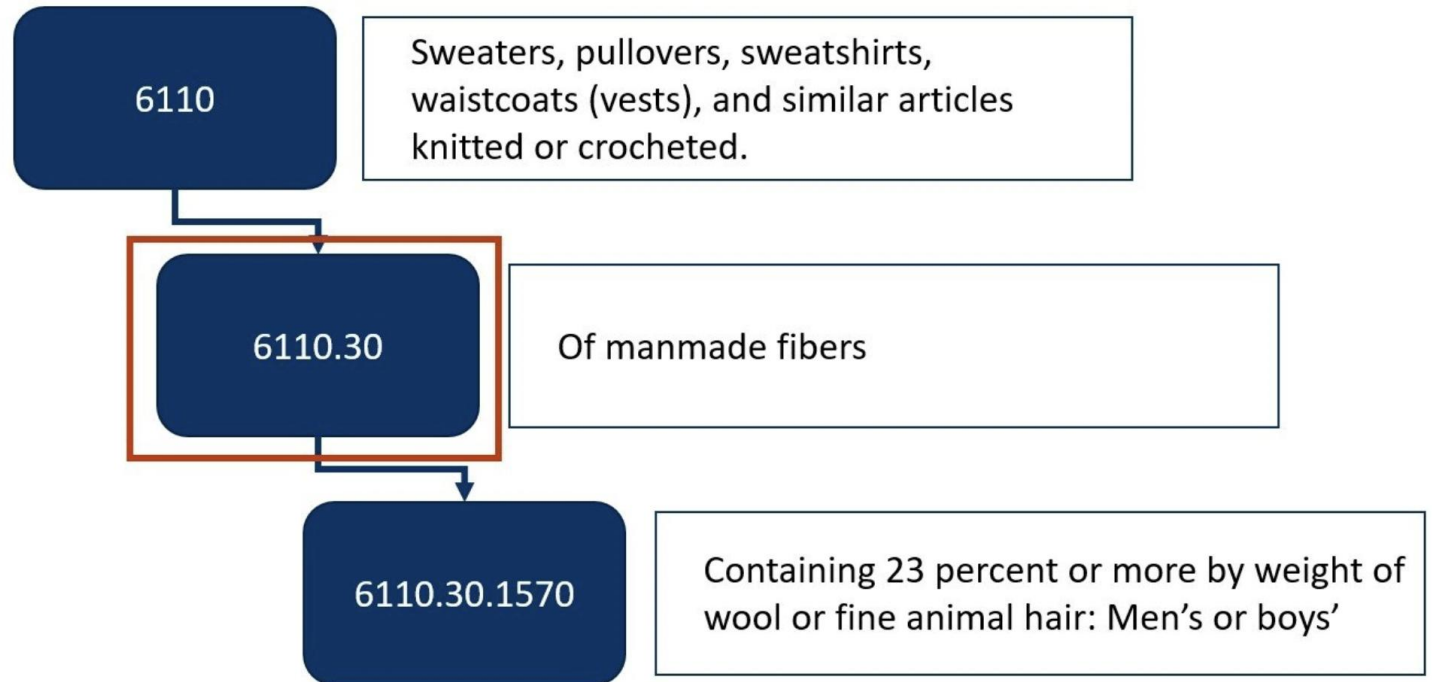 6110
Sweaters, pullovers, sweatshirts,
waistcoats (vests), and similar articles
knitted or crocheted.
6110.30
Of manmade fibers
6110.30.1570
Containing 23 percent or more by weight of
wool or fine animal hair: Men’s or boys’